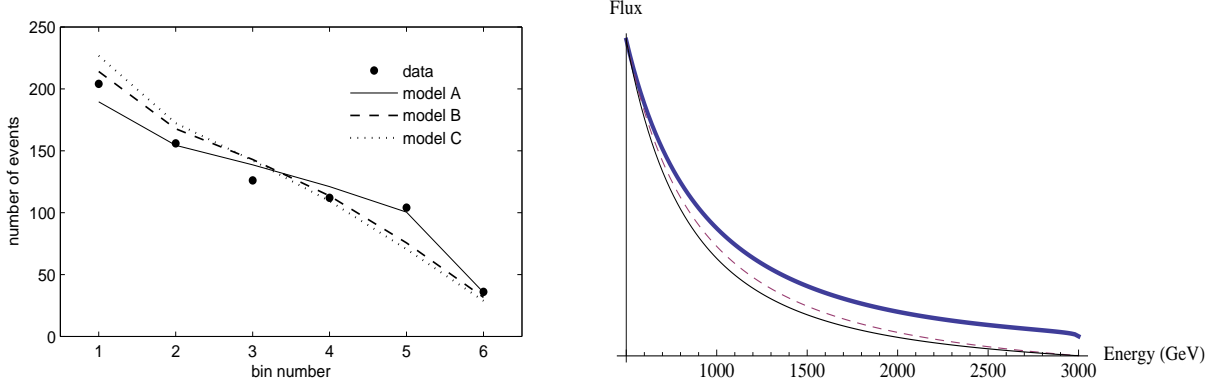 250
200
150
100
50
0
number of events
data
model A
model B
model C
1 2 3 4 5 6
bin number
Flux
1000 1500 2000 2500 3000
Energy (GeV)